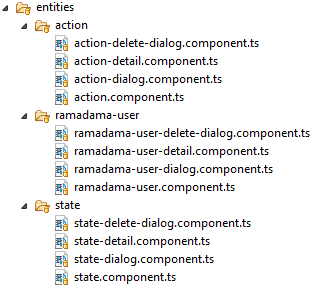 entities
action
action-delete-dialog.component.ts
action-detail.component.ts
action-dialog.component.ts
action.component.ts
ramadama-user
ramadama-user-delete-dialog.component.ts
ramadama-user-detail.component.ts
ramadama-user-dialog.component.ts
ramadama-user.component.ts
state
state-delete-dialog.component.ts
state-detail.component.ts
state-dialog.component.ts
state.component.ts